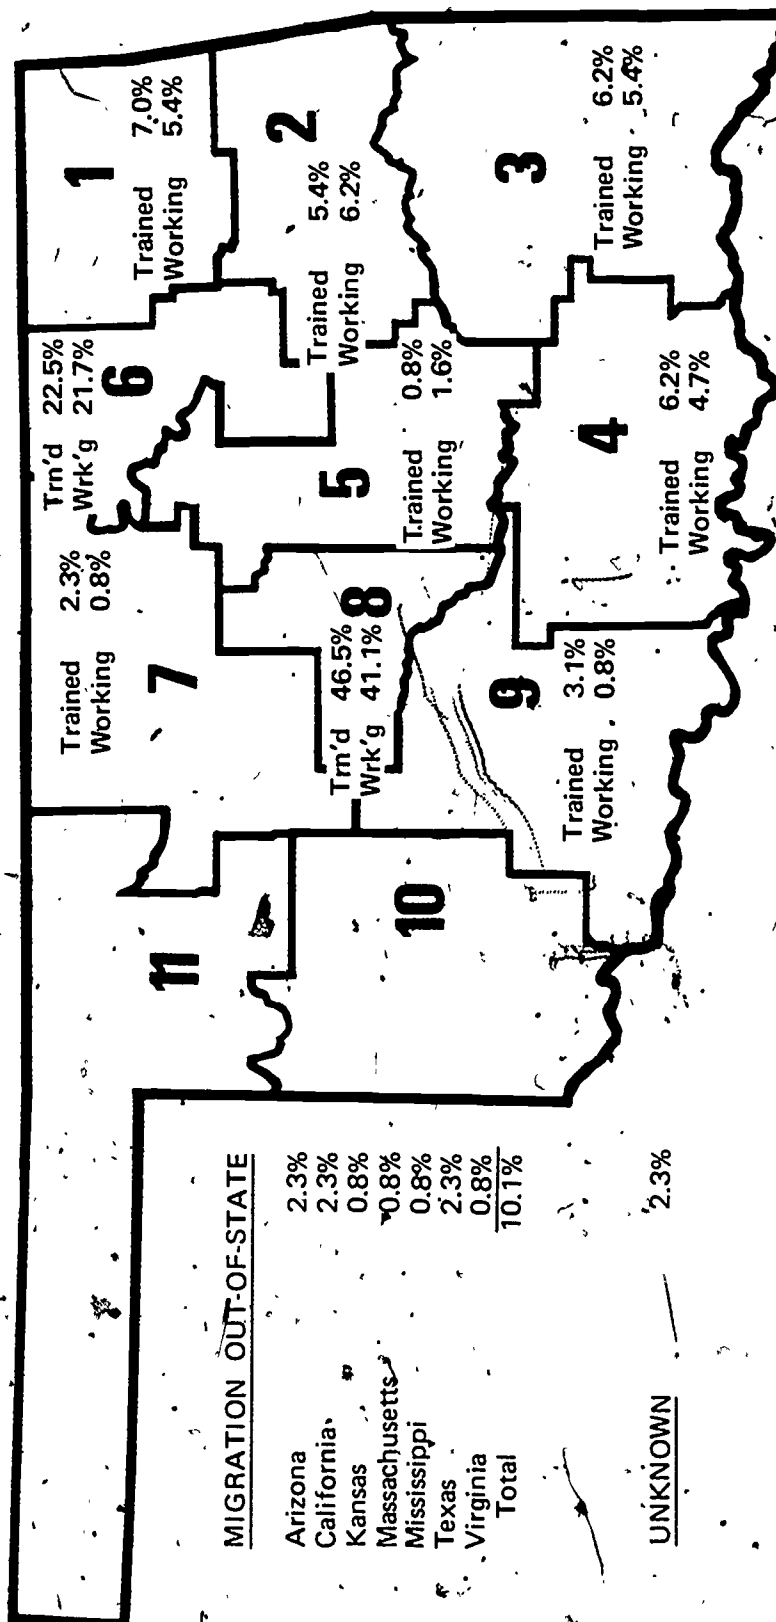 11
7
Trained 2.3%
Working 0.8%
6
Trn'd 22.5%
Wrk'g 21.7%
1
Trained 7.0%
Working 5.4%
2
Trained 5.4%
Working 6.2%
8
Trn'd 46.5%
Wrk'g 41.1%
5
Trained 0.8%
Working 1.6%
10
9
Trained 3.1%
Working 0.8%
4
Trained 6.2%
Working 4.7%
3
Trained 6.2%
Working 5.4%
MIGRATION OUT-OF-STATE
Arizona 2.3%
California 2.3%
Kansas 0.8%
Massachusetts 0.8%
Mississippi 0.8%
Texas 2.3%
Virginia 0.8%
Total 10.1%
UNKNOWN 2.3%